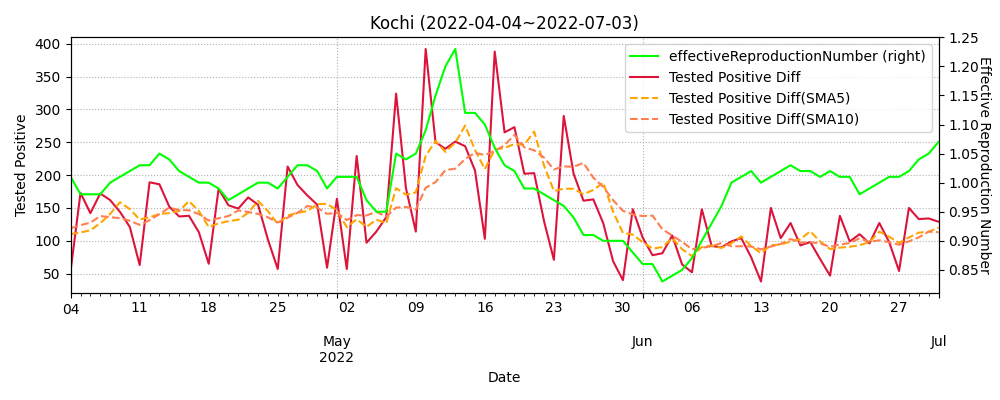 Kochi (2022-04-04~2022-07-03)
effectiveReproductionNumber (right)
Tested Positive Diff
Tested Positive Diff(SMA5)
Tested Positive Diff(SMA10)
Tested Positive
400
350
300
250
200
150
100
50
1.25
1.20
1.15
1.10
1.05
1.00
0.95
0.90
0.85
Effective Reproduction Number
04 11 18 25 02 09 16 23 30 06 13 20 27
May Jun Jul
2022
Date